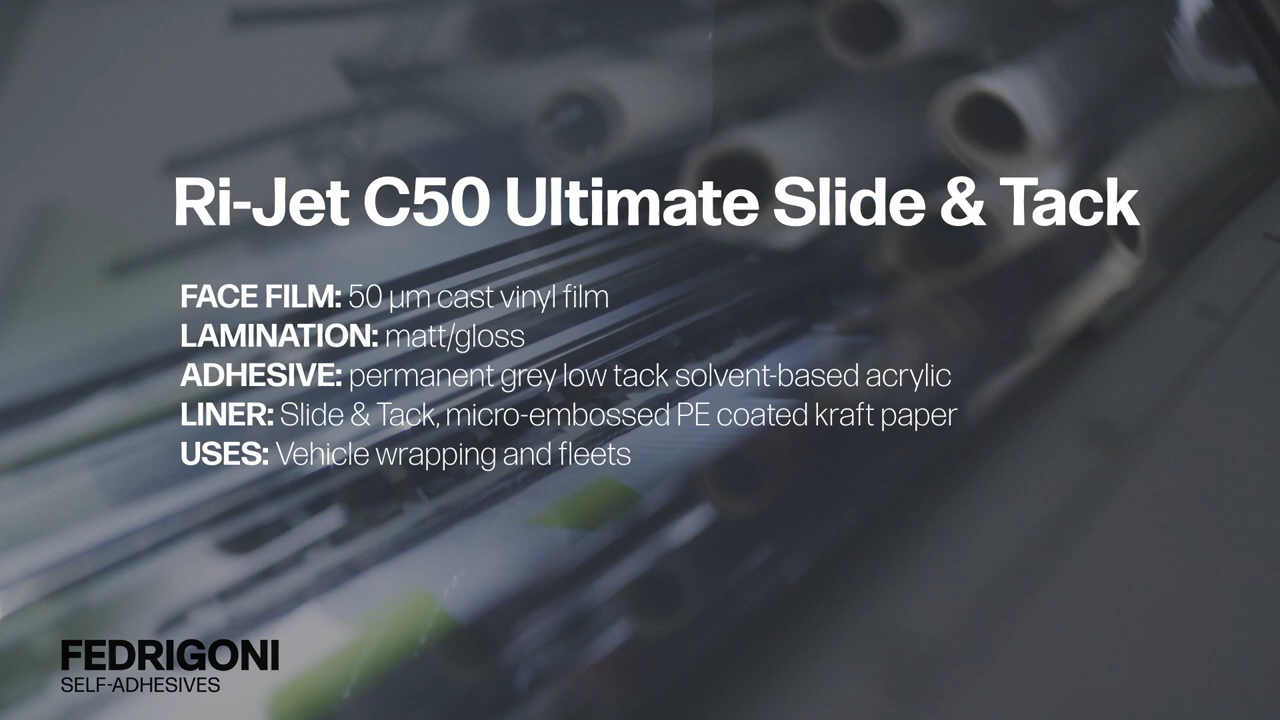 Ri-Jet C50 Ultimate Slide & Tack
FACE FILM: 50 µm cast vinyl film
LAMINATION: matt/gloss
ADHESIVE: permanent grey low tack solvent-based acrylic
LINER: Slide & Tack, micro-embossed PE coated kraft paper
USES: Vehicle wrapping and fleets
FEDRIGONI
SELF-ADHESIVES